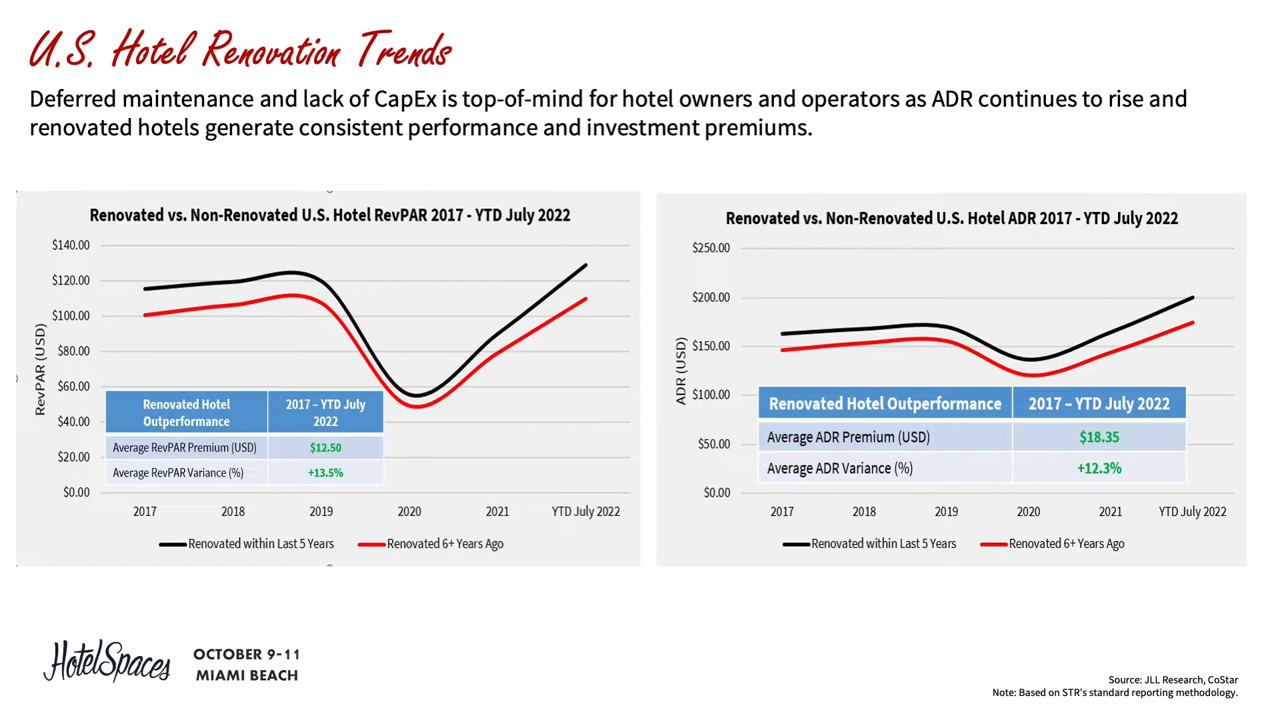 U.S. Hotel Renovation Trends
Deferred maintenance and lack of CapEx is top-of-mind for hotel owners and operators as ADR continues to rise and
renovated hotels generate consistent performance and investment premiums.
Renovated vs. Non-Renovated U.S. Hotel RevPAR 2017 - YTD July 2022
RevPAR (USD)
$140.00
$120.00
$100.00
$80.00
$60.00
$40.00
$20.00
$0.00
Renovated Hotel
Outperformance
2017 – YTD July
2022
Average RevPAR Premium (USD) $12.50
Average RevPAR Variance (%) +13.5%
2017 2018 2019 2020 2021 YTD July 2022
Renovated within Last 5 Years Renovated 6+ Years Ago
Renovated vs. Non-Renovated U.S. Hotel ADR 2017 - YTD July 2022
ADR (USD)
$250.00
$200.00
$150.00
$100.00
$50.00
$0.00
Renovated Hotel Outperformance 2017 – YTD July 2022
Average ADR Premium (USD) $18.35
Average ADR Variance (%) +12.3%
2017 2018 2019 2020 2021 YTD July 2022
Renovated within Last 5 Years Renovated 6+ Years Ago
HotelSpaces
OCTOBER 9-11
MIAMI BEACH
Source: JLL Research, CoStar
Note: Based on STR's standard reporting methodology.